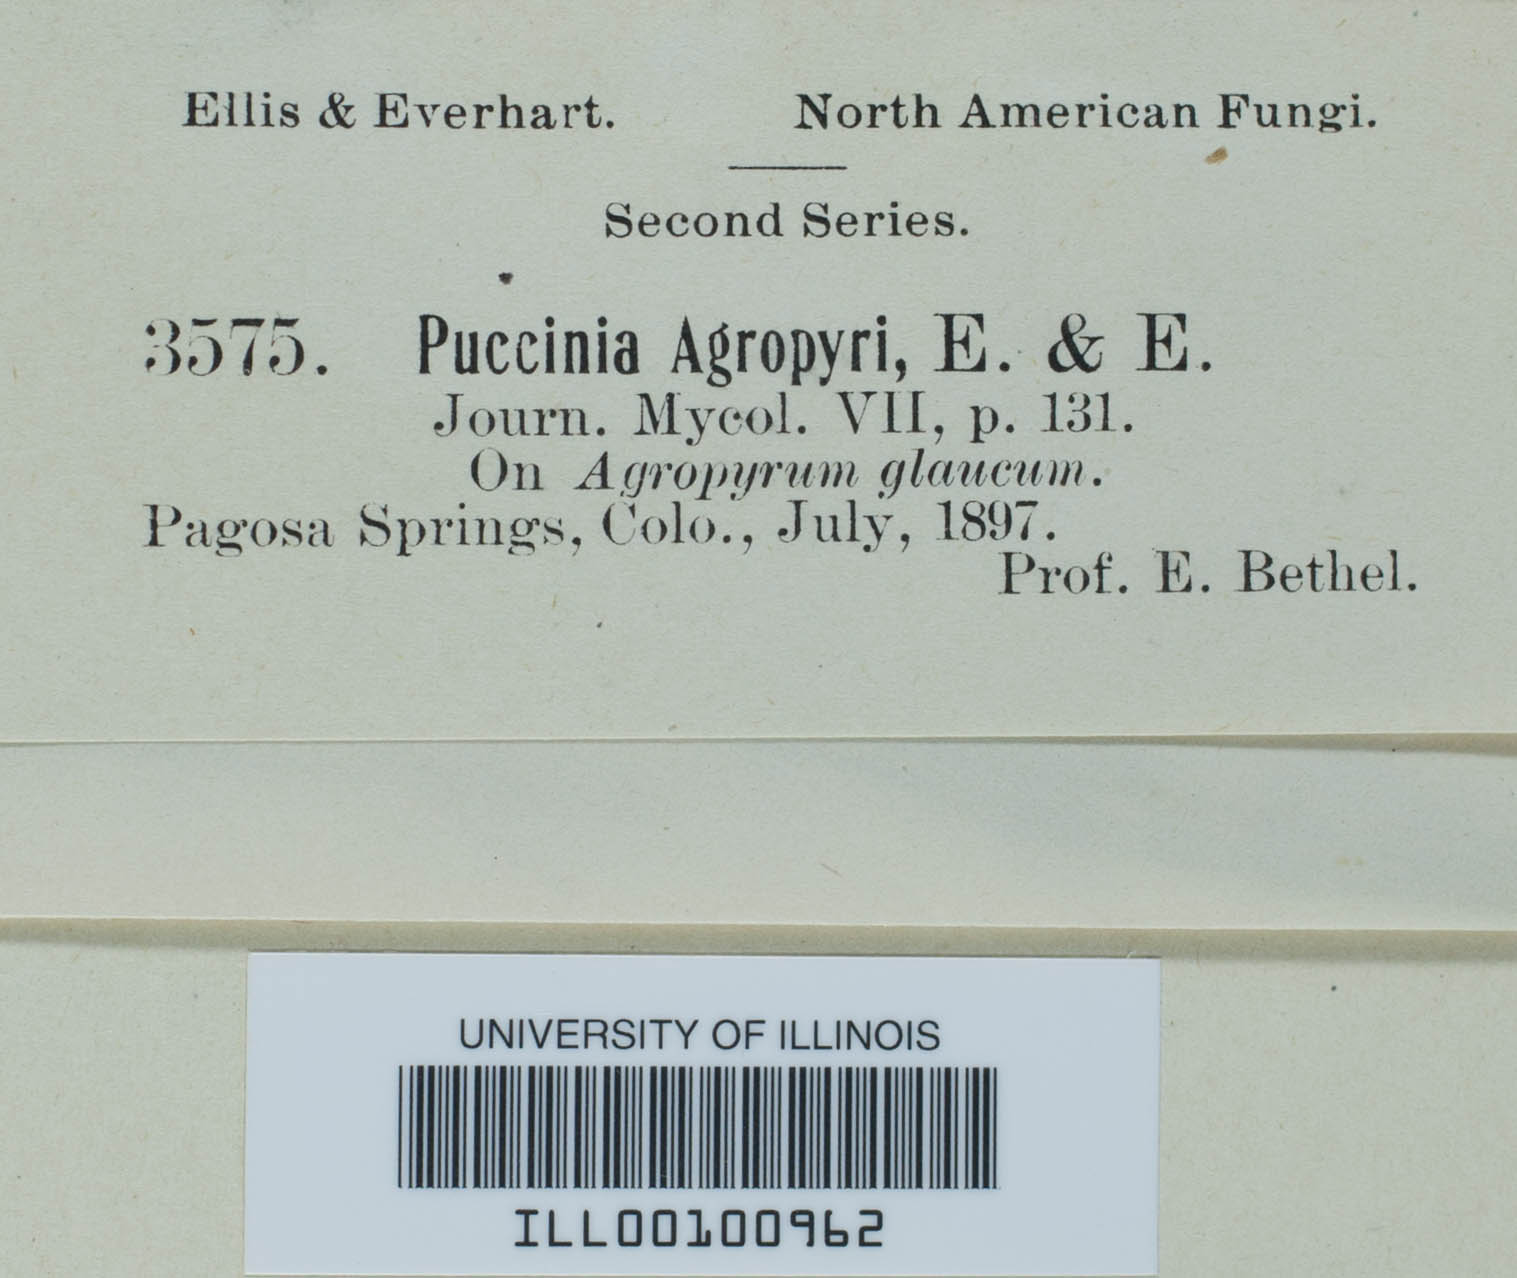 Ellis & Everhart. North American Fungi.
Second Series.
3575. Puccinia Agropyri, E. & E.
Journ. Mycol. VII, p. 131.
On Agropyrum glaucum.
Pagosa Springs, Colo., July, 1897.
Prof. E. Bethel.
UNIVERSITY OF ILLINOIS
ILL00100962